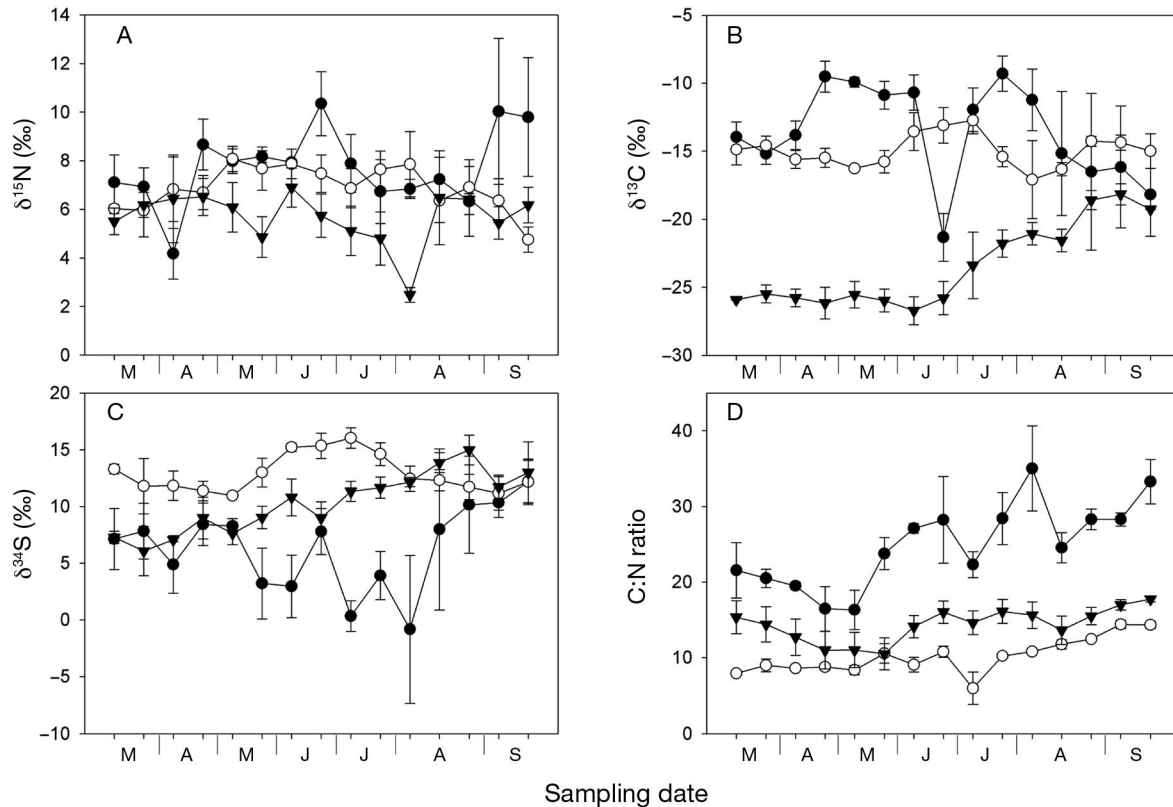 A
δ15N (‰)
14
12
10
8
6
4
2
0
M A M J J A S
B
δ13C (‰)
−5
−10
−15
−20
−25
−30
M A M J J A S
C
δ34S (‰)
20
15
10
5
0
−5
−10
M A M J J A S
D
C:N ratio
40
30
20
10
0
M A M J J A S
Sampling date